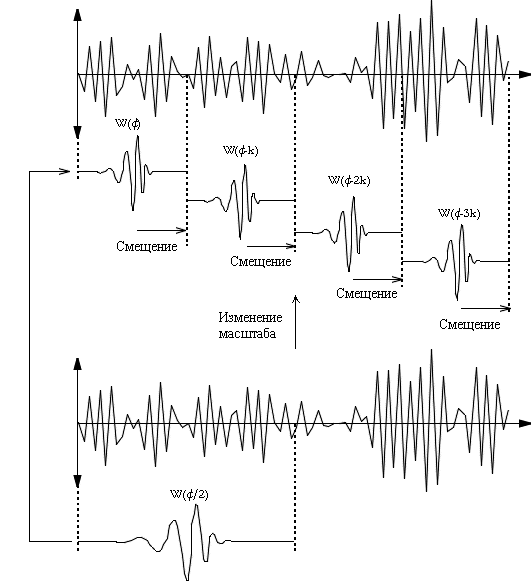 W(t)
W(t-k)
W(t-2k)
W(t-3k)
Смещение
Смещение
Смещение
Смещение
Изменение
масштаба
W(t/2)